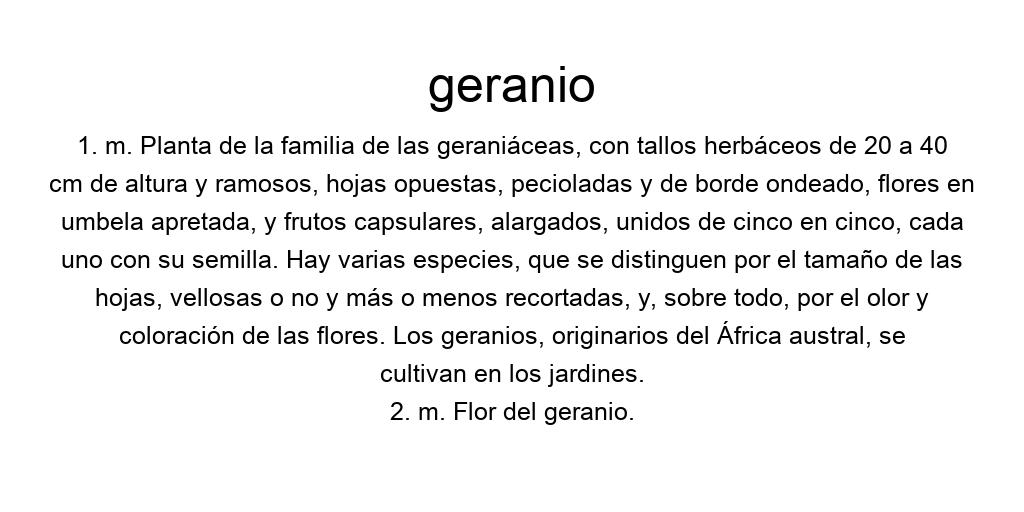 geranio
1. m. Planta de la familia de las geraniáceas, con tallos herbáceos de 20 a 40
cm de altura y ramosos, hojas opuestas, pecioladas y de borde ondeado, flores en
umbela apretada, y frutos capsulares, alargados, unidos de cinco en cinco, cada
uno con su semilla. Hay varias especies, que se distinguen por el tamaño de las
hojas, vellosas o no y más o menos recortadas, y, sobre todo, por el olor y
coloración de las flores. Los geranios, originarios del África austral, se
cultivan en los jardines.
2. m. Flor del geranio.